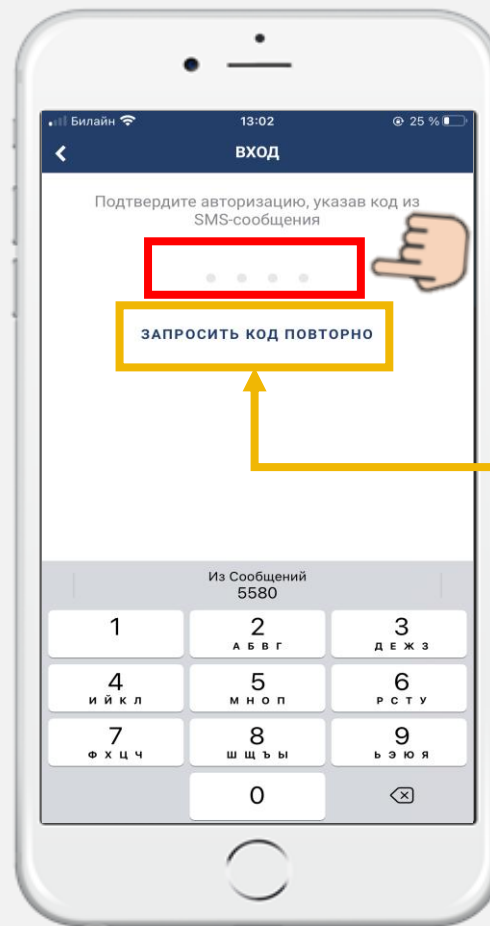 Билайн 13:02 25 %
ВХОД
Подтвердите авторизацию, указав код из
SMS-сообщения
ЗАПРОСИТЬ КОД ПОВТОРНО
Из Сообщений
5580
1 2 3
А Б В Г Д Е Ж З
4 5 6
И Й К Л М Н О П Р С Т У
7 8 9
Ф Х Ц Ч Ш Щ Ъ Ы Ь Э Ю Я
0